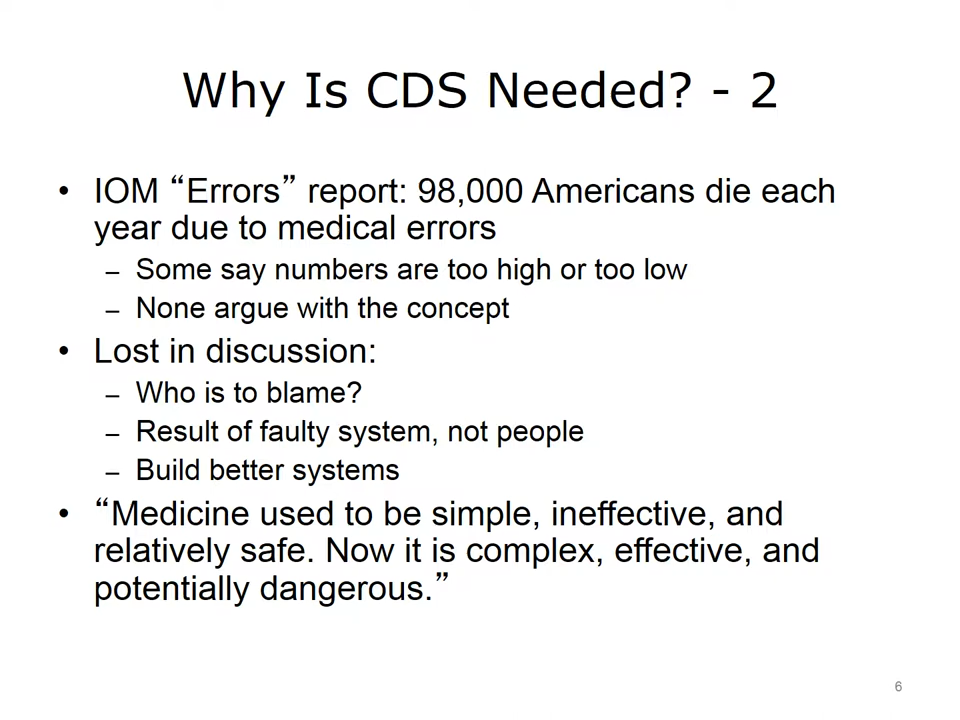 Why Is CDS Needed? - 2
• IOM “Errors” report: 98,000 Americans die each
year due to medical errors
– Some say numbers are too high or too low
– None argue with the concept
• Lost in discussion:
– Who is to blame?
– Result of faulty system, not people
– Build better systems
• “Medicine used to be simple, ineffective, and
relatively safe. Now it is complex, effective, and
potentially dangerous.”
6